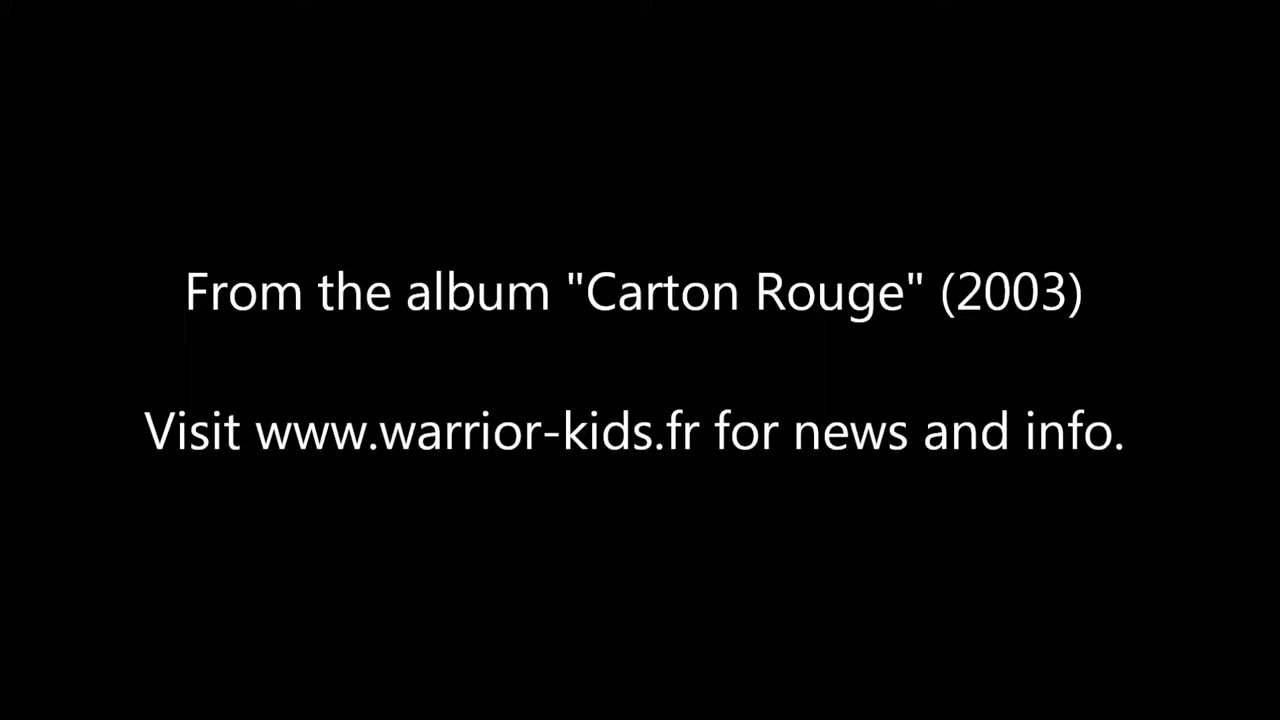 From the album "Carton Rouge" (2003)
Visit www.warrior-kids.fr for news and info.